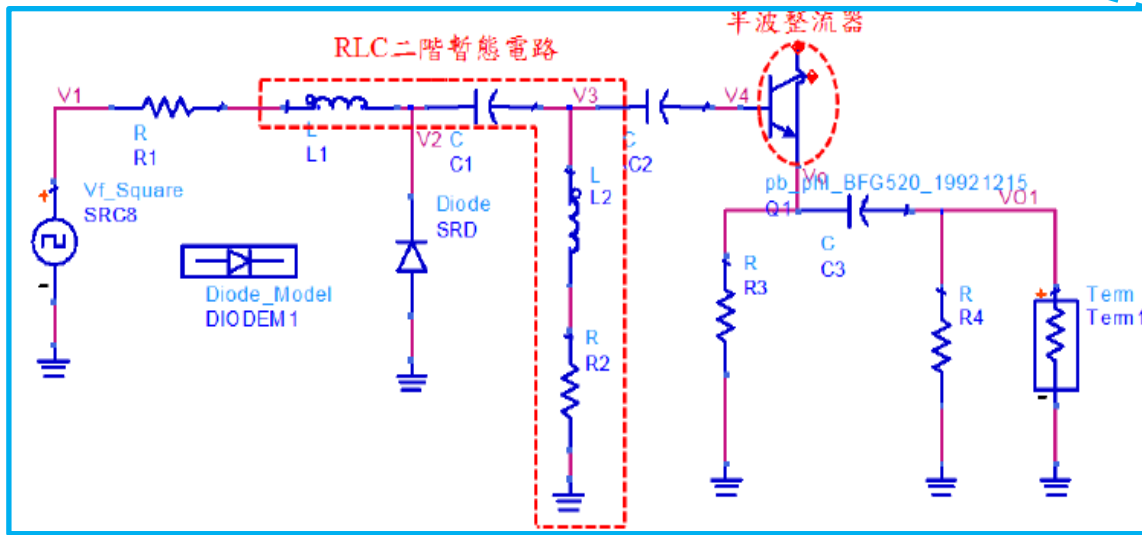 半波整流器
RLC二階暫態電路
V1
R
R1
L
L1
V2
C
C1
V3
C
C2
V4
Vf_Square
SRC8
Diode_Model
DIODEM1
Diode
SRD
L
L2
R
R2
Vo
pb_phl_BFG520_19921215
Q1
R
R3
C
C3
VO1
R
R4
Term
Term1